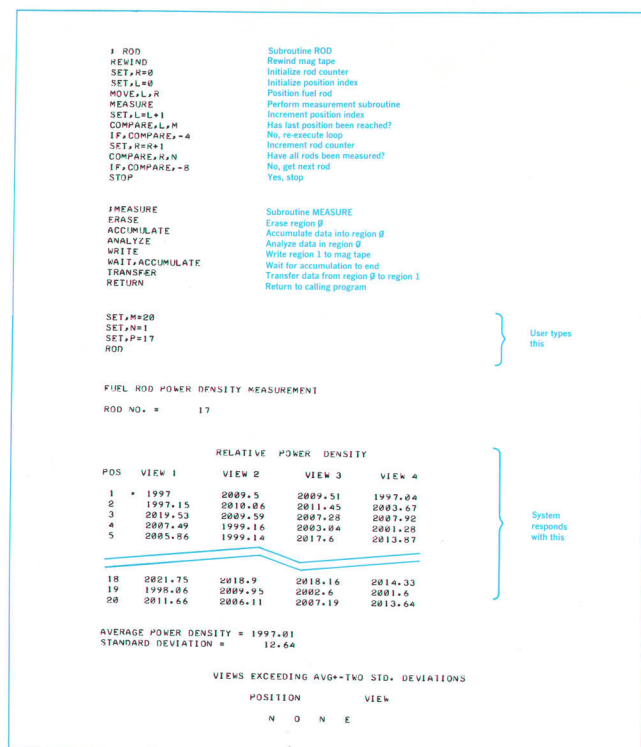 : ROD Subroutine ROD
REWIND Rewind mag tape
SET,R=0 Initialize rod counter
SET,L=0 Initialize position index
MOVE,L,R Position fuel rod
MEASURE Perform measurement subroutine
SET,L=L+1 Increment position index
COMPARE,L,M Has last position been reached?
IF,COMPARE,-4 No, re-execute loop
SET,R=R+1 Increment rod counter
COMPARE,R,N Have all rods been measured?
IF,COMPARE,-8 No, get next rod
STOP Yes, stop
:MEASURE Subroutine MEASURE
ERASE Erase region Ø
ACCUMULATE Accumulate data into region Ø
ANALYZE Analyze data in region Ø
WRITE Write region 1 to mag tape
WAIT,ACCUMULATE Wait for accumulation to end
TRANSFER Transfer data from region Ø to region 1
RETURN Return to calling program
SET,M=20
SET,N=1
SET,P=17
ROD
User types
this
FUEL ROD POWER DENSITY MEASUREMENT
ROD NO. = 17
RELATIVE POWER DENSITY
POS VIEW 1 VIEW 2 VIEW 3 VIEW 4
1 * 1997 2009.5 2009.51 1997.04
2 1997.15 2010.06 2011.45 2003.67
3 2019.53 2009.59 2007.28 2007.92
4 2007.49 1999.16 2003.04 2001.28
5 2005.86 1999.14 2017.6 2013.87
System
responds
with this
18 2021.75 2018.9 2018.16 2014.33
19 1998.06 2009.95 2002.6 2001.6
20 2011.66 2006.11 2007.19 2013.64
AVERAGE POWER DENSITY = 1997.01
STANDARD DEVIATION = 12.64
VIEWS EXCEEDING AVG+-TWO STD. DEVIATIONS
POSITION VIEW
N O N E